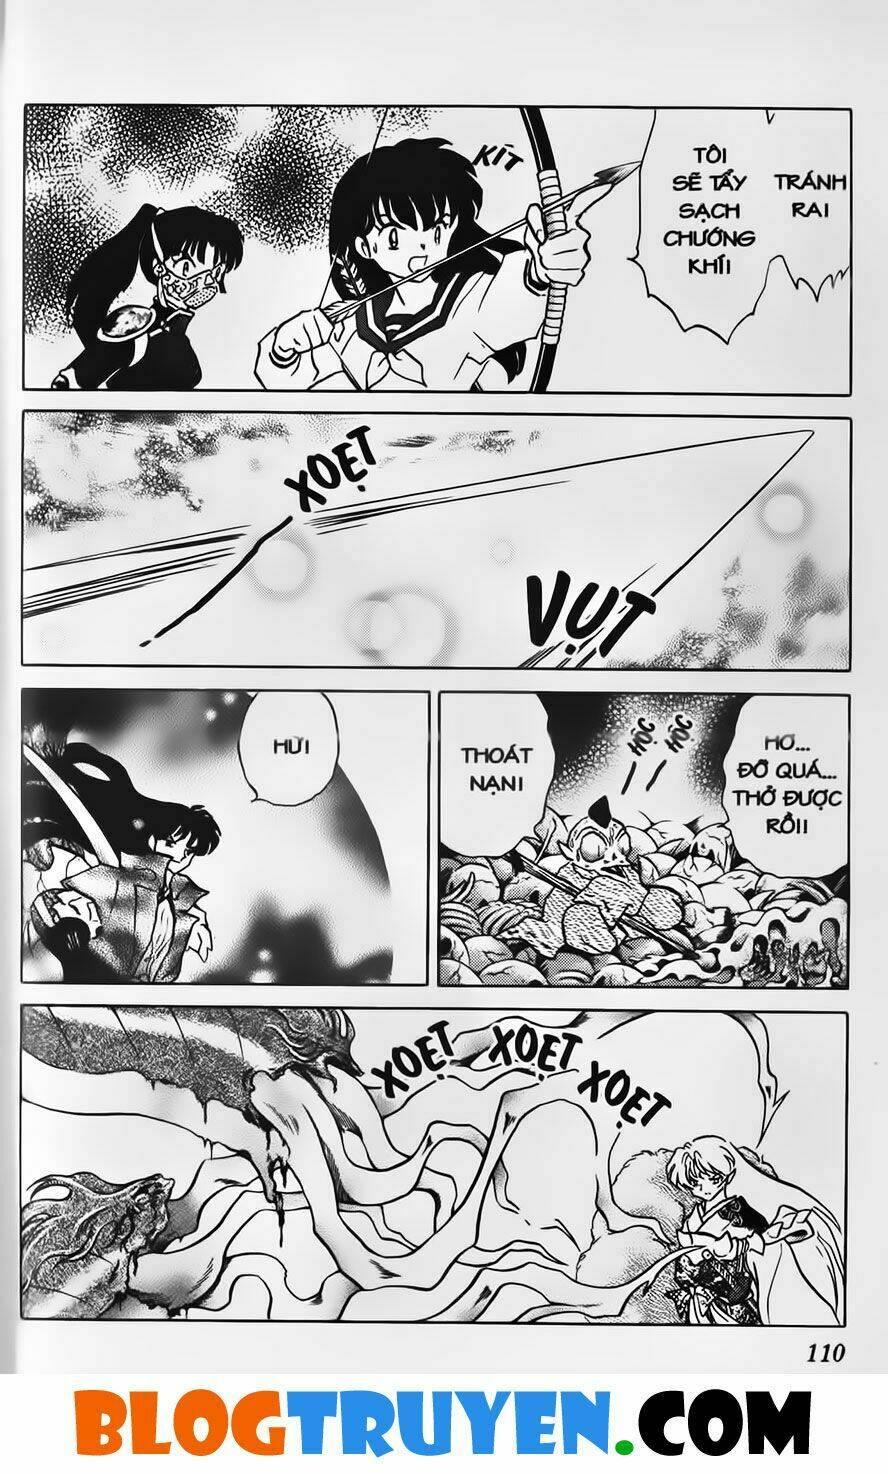 TRÁNH
RA!
TÔI
SẼ TẨY
SẠCH
CHƯỚNG
KHÍ!
KÍT
XOẸT
VỤT
HƠ...
ĐỠ QUÁ...
THỞ ĐƯỢC
RỒI!
HỘC
HỘC
THOÁT
NẠN!
HỪ!
XOẸT
XOẸT
XOẸT
110
BLOGTRUYEN.COM